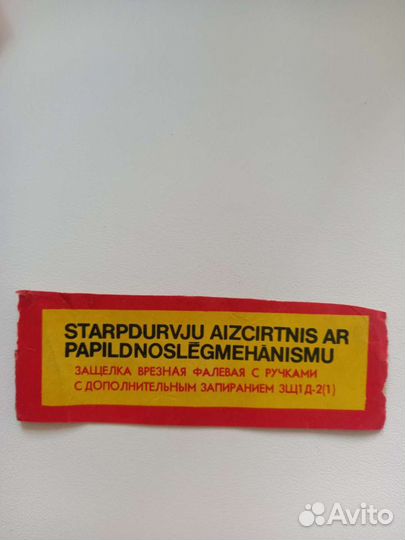 STARPDURVJU AIZCIRTNIS AR
PAPILDNOSLĒGMEHĀNISMU
ЗАЩЕЛКА ВРЕЗНАЯ ФАЛЕВАЯ С РУЧКАМИ
С ДОПОЛНИТЕЛЬНЫМ ЗАПИРАНИЕМ ЗЩ1Д-2(1)
Avito